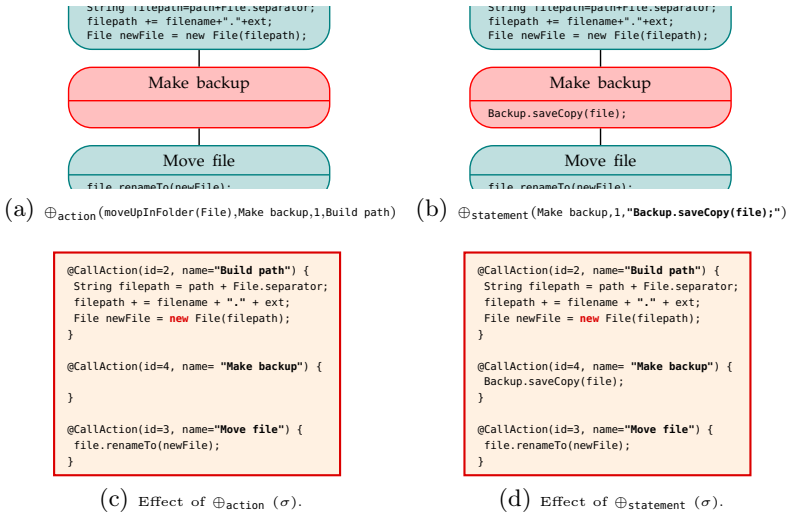 String filepath=path+File.separator;
filepath += filename+"."+ext;
File newFile = new File(filepath);
Make backup
Move file
file.renameTo(newFile);
(a) ⊕action(moveUpInFolder(File),Make backup,1,Build path)
String filepath=path+File.separator;
filepath += filename+"."+ext;
File newFile = new File(filepath);
Make backup
Backup.saveCopy(file);
Move file
file.renameTo(newFile);
(b) ⊕statement(Make backup,1,"Backup.saveCopy(file);")
@CallAction(id=2, name="Build path") {
String filepath = path + File.separator;
filepath + = filename + "." + ext;
File newFile = new File(filepath);
}
@CallAction(id=4, name= "Make backup") {
}
@CallAction(id=3, name="Move file") {
file.renameTo(newFile);
}
(c) Effect of ⊕action (σ).
@CallAction(id=2, name="Build path") {
String filepath = path + File.separator;
filepath + = filename + "." + ext;
File newFile = new File(filepath);
}
@CallAction(id=4, name= "Make backup") {
Backup.saveCopy(file);
}
@CallAction(id=3, name="Move file") {
file.renameTo(newFile);
}
(d) Effect of ⊕statement (σ).